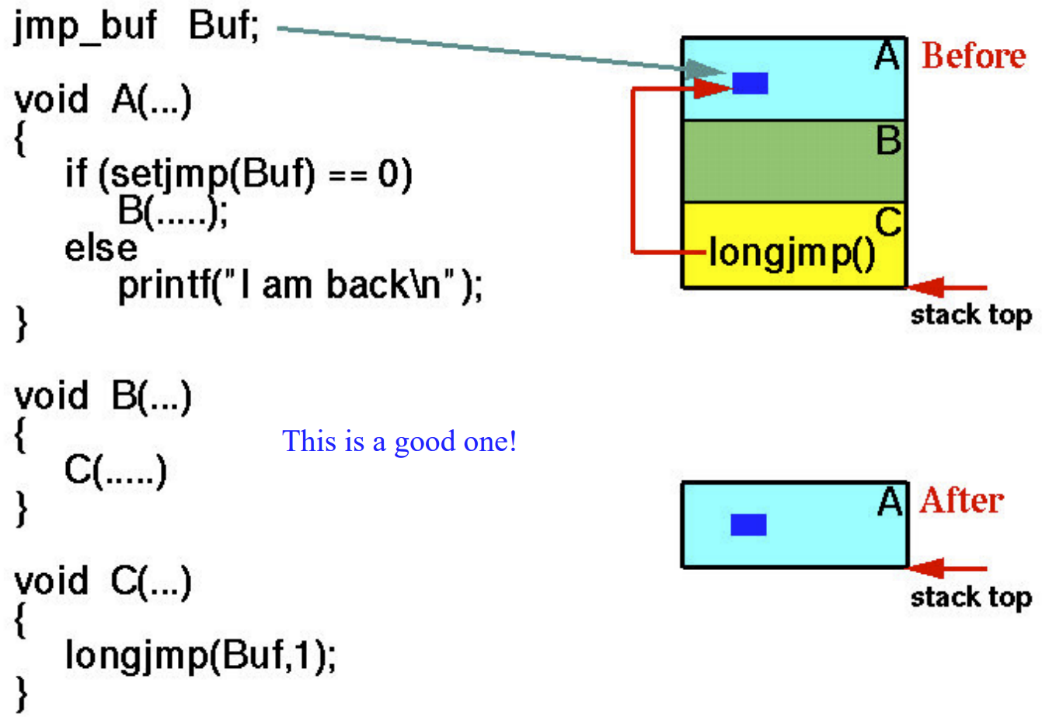 jmp_buf Buf;
void A(...)
{
if (setjmp(Buf) == 0)
B(.....);
else
printf("I am back\n");
}
void B(...)
{
C(.....)
}
This is a good one!
void C(...)
{
longjmp(Buf,1);
}
A
Before
B
C
longjmp()
stack top
A
After
stack top